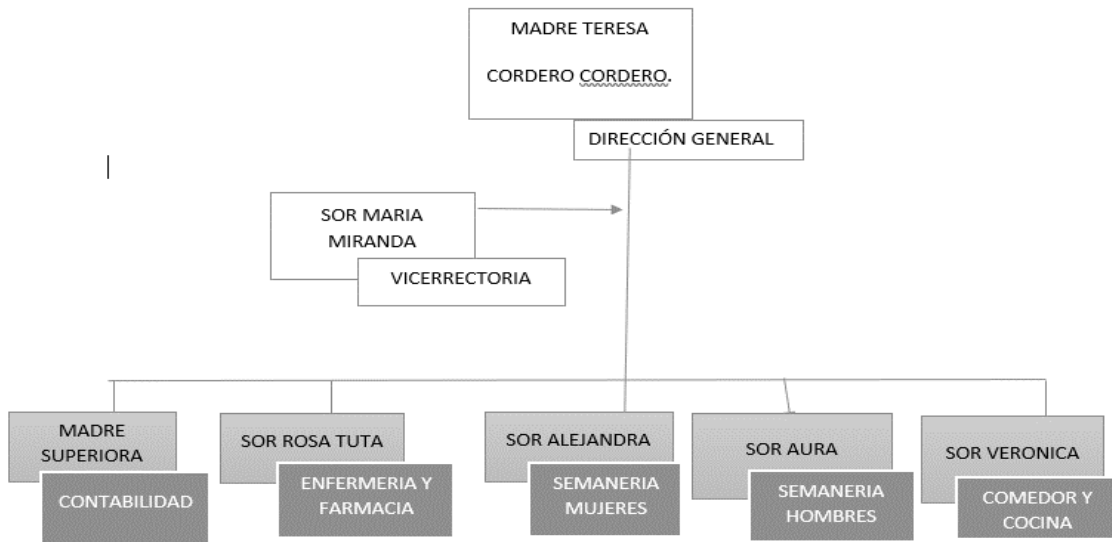 MADRE TERESA
CORDERO CORDERO.
DIRECCIÓN GENERAL
SOR MARIA
MIRANDA
VICERRECTORIA
MADRE
SUPERIORA
CONTABILIDAD
SOR ROSA TUTA
ENFERMERIA Y
FARMACIA
SOR ALEJANDRA
SEMANERIA
MUJERES
SOR AURA
SEMANERIA
HOMBRES
SOR VERONICA
COMEDOR Y
COCINA